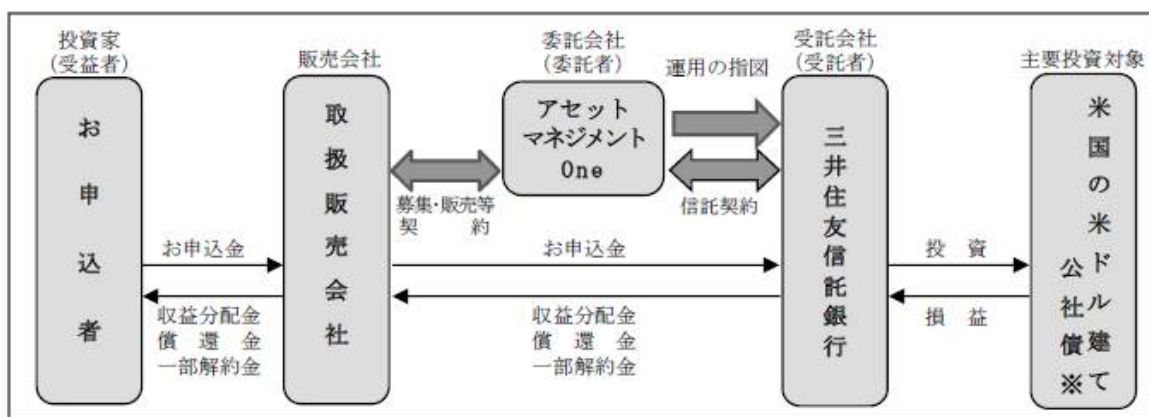 投資家
(受益者)
お申込者
販売会社
取扱販売会社
委託会社
(委託者)
アセット
マネジメント
One
運用の指図
受託会社
(受託者)
三井住友信託銀行
主要投資対象
米国の米ドル建て
公社債※
募集・販売等
契　　約
信託契約
お申込金
収益分配金
償　還　金
一部解約金
お申込金
収益分配金
償　還　金
一部解約金
投　資
損　益